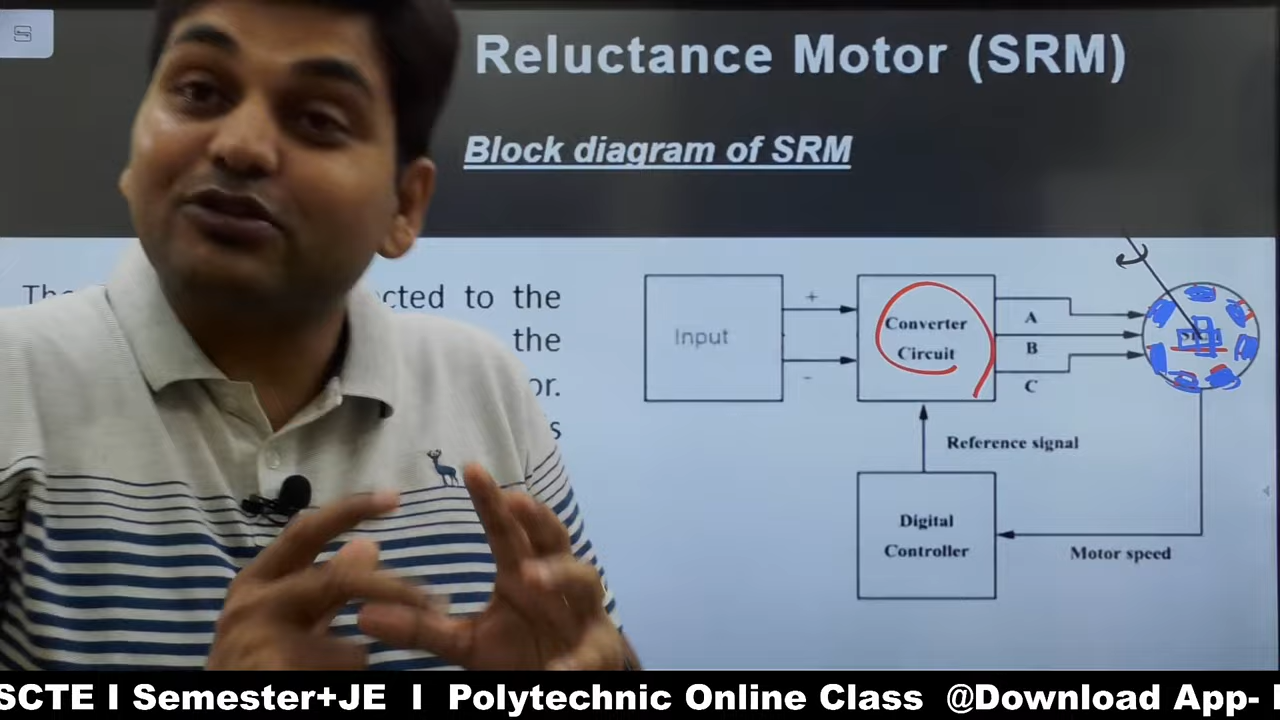 Reluctance Motor (SRM)
Block diagram of SRM
cted to the
the
or.
s
Input
+
-
Converter
Circuit
A
B
C
Reference signal
Digital
Controller
Motor speed
SCTE I Semester+JE I Polytechnic Online Class @Download App-